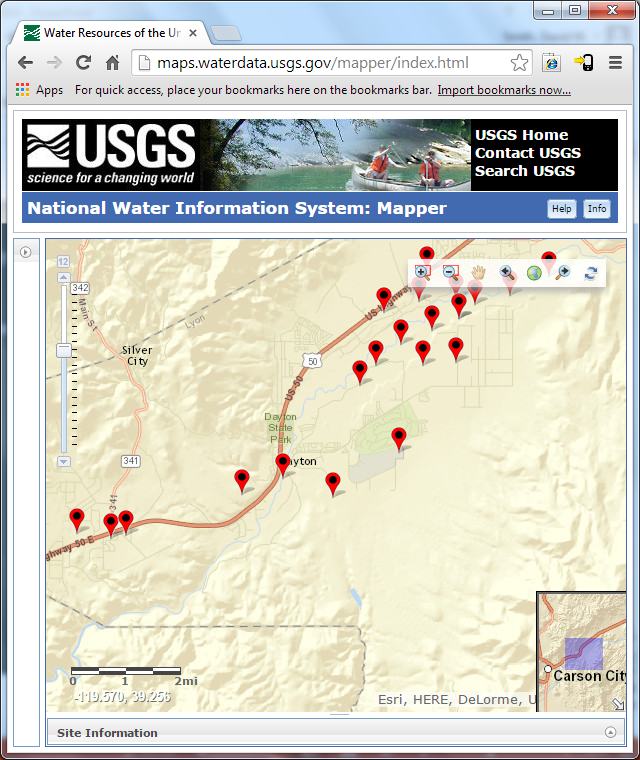 Water Resources of the Ur
maps.waterdata.usgs.gov/mapper/index.html
Apps For quick access, place your bookmarks here on the bookmarks bar. Import bookmarks now...
USGS
science for a changing world
USGS Home
Contact USGS
Search USGS
National Water Information System: Mapper
Help Info
12
342
Main St
Lyon
US-Highway
Silver
City
50
US-50
Dayton
State
Park
341
ayton
341
ghway-50 E
0 1 2mi
-119.570, 39.256
Carson City
Esri, HERE, DeLorme, U
Site Information